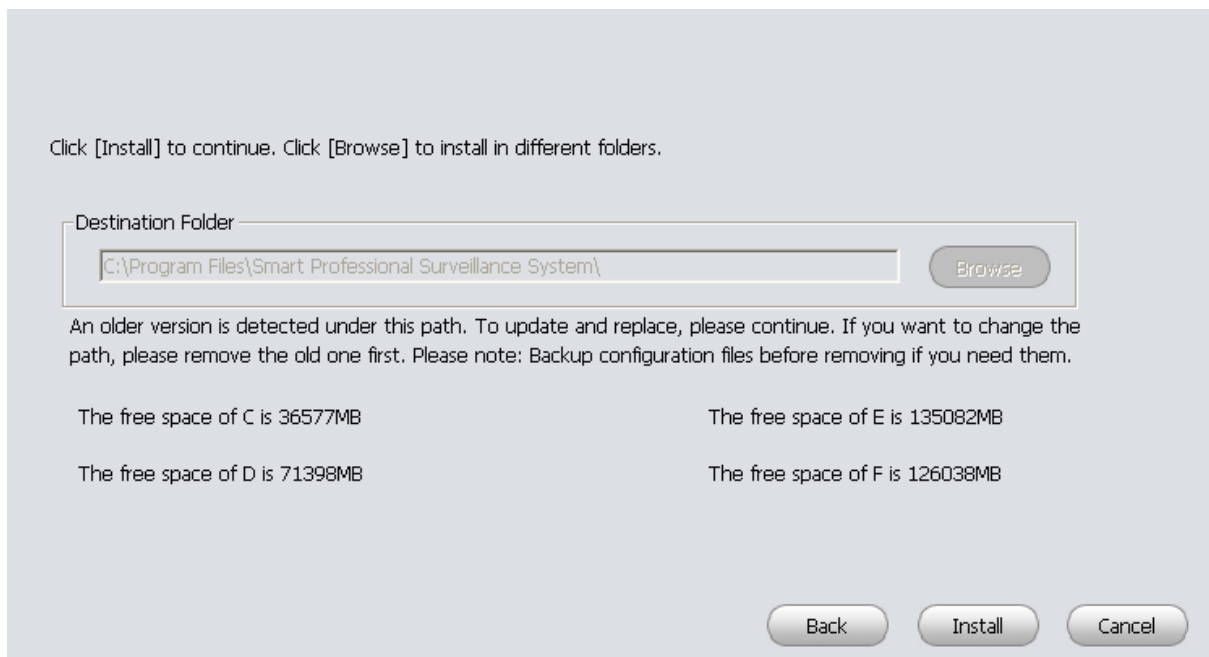 Click [Install] to continue. Click [Browse] to install in different folders.
Destination Folder
C:\Program Files\Smart Professional Surveillance System\
Browse
An older version is detected under this path. To update and replace, please continue. If you want to change the
path, please remove the old one first. Please note: Backup configuration files before removing if you need them.
The free space of C is 36577MB
The free space of E is 135082MB
The free space of D is 71398MB
The free space of F is 126038MB
Back
Install
Cancel